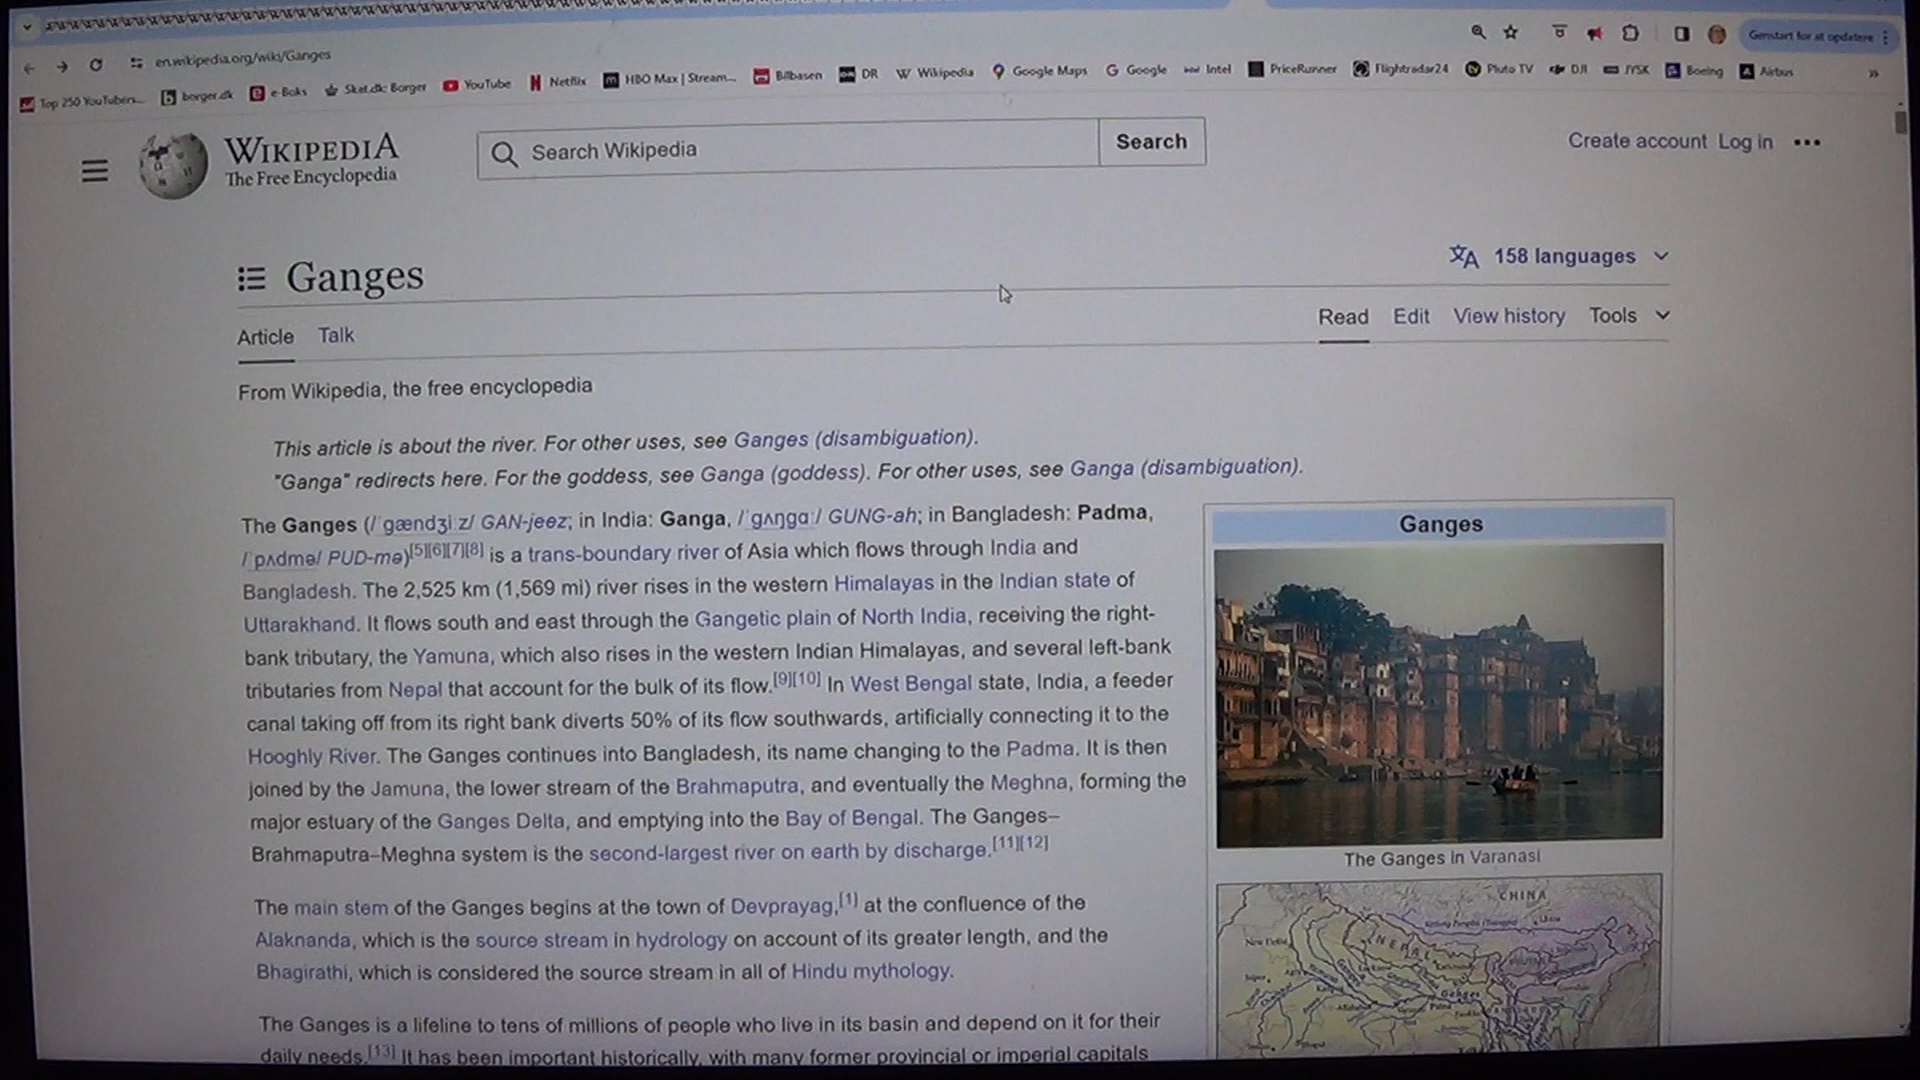 en.wikipedia.org/wiki/Ganges
Genstart for at opdatere
Top 250 YouTubers... borger.dk e-Boks Skat.dk: Borger YouTube Netflix HBO Max | Stream... Bilbasen DR Wikipedia Google Maps Google Intel PriceRunner Flightradar24 Pluto TV DJI JYSK Boeing Airbus
WIKIPEDIA
The Free Encyclopedia
Search Wikipedia
Search
Create account Log in
Ganges
158 languages
Article Talk
Read Edit View history Tools
From Wikipedia, the free encyclopedia
This article is about the river. For other uses, see Ganges (disambiguation).
"Ganga" redirects here. For the goddess, see Ganga (goddess). For other uses, see Ganga (disambiguation).
The Ganges (/ˈɡændʒiːz/ GAN-jeez; in India: Ganga, /ˈɡʌŋɡɑː/ GUNG-ah; in Bangladesh: Padma,
/ˈpʌdmə/ PUD-mə)[5][6][7][8] is a trans-boundary river of Asia which flows through India and
Bangladesh. The 2,525 km (1,569 mi) river rises in the western Himalayas in the Indian state of
Uttarakhand. It flows south and east through the Gangetic plain of North India, receiving the right-
bank tributary, the Yamuna, which also rises in the western Indian Himalayas, and several left-bank
tributaries from Nepal that account for the bulk of its flow.[9][10] In West Bengal state, India, a feeder
canal taking off from its right bank diverts 50% of its flow southwards, artificially connecting it to the
Hooghly River. The Ganges continues into Bangladesh, its name changing to the Padma. It is then
joined by the Jamuna, the lower stream of the Brahmaputra, and eventually the Meghna, forming the
major estuary of the Ganges Delta, and emptying into the Bay of Bengal. The Ganges–
Brahmaputra–Meghna system is the second-largest river on earth by discharge.[11][12]
The main stem of the Ganges begins at the town of Devprayag,[1] at the confluence of the
Alaknanda, which is the source stream in hydrology on account of its greater length, and the
Bhagirathi, which is considered the source stream in all of Hindu mythology.
The Ganges is a lifeline to tens of millions of people who live in its basin and depend on it for their
daily needs.[13] It has been important historically, with many former provincial or imperial capitals
Ganges
The Ganges in Varanasi
CHINA
New Delhi
NEPAL
Ganges